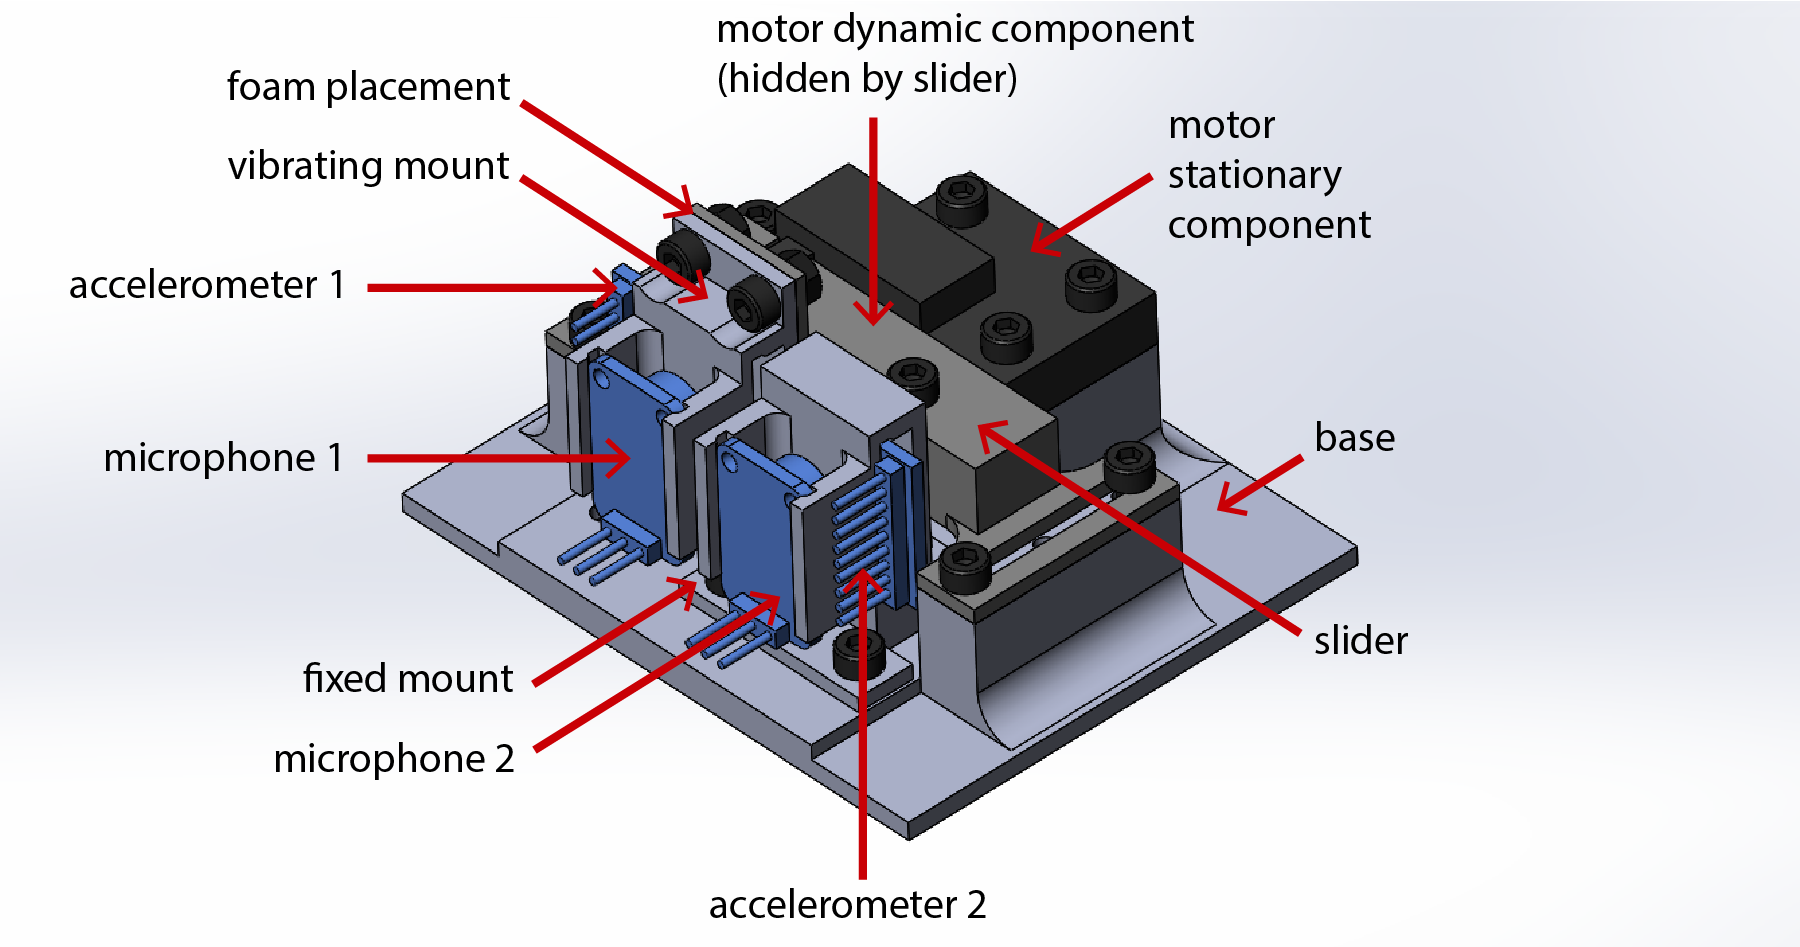 motor dynamic component
(hidden by slider)
foam placement
motor
stationary
component
vibrating mount
accelerometer 1
microphone 1
base
slider
fixed mount
microphone 2
accelerometer 2